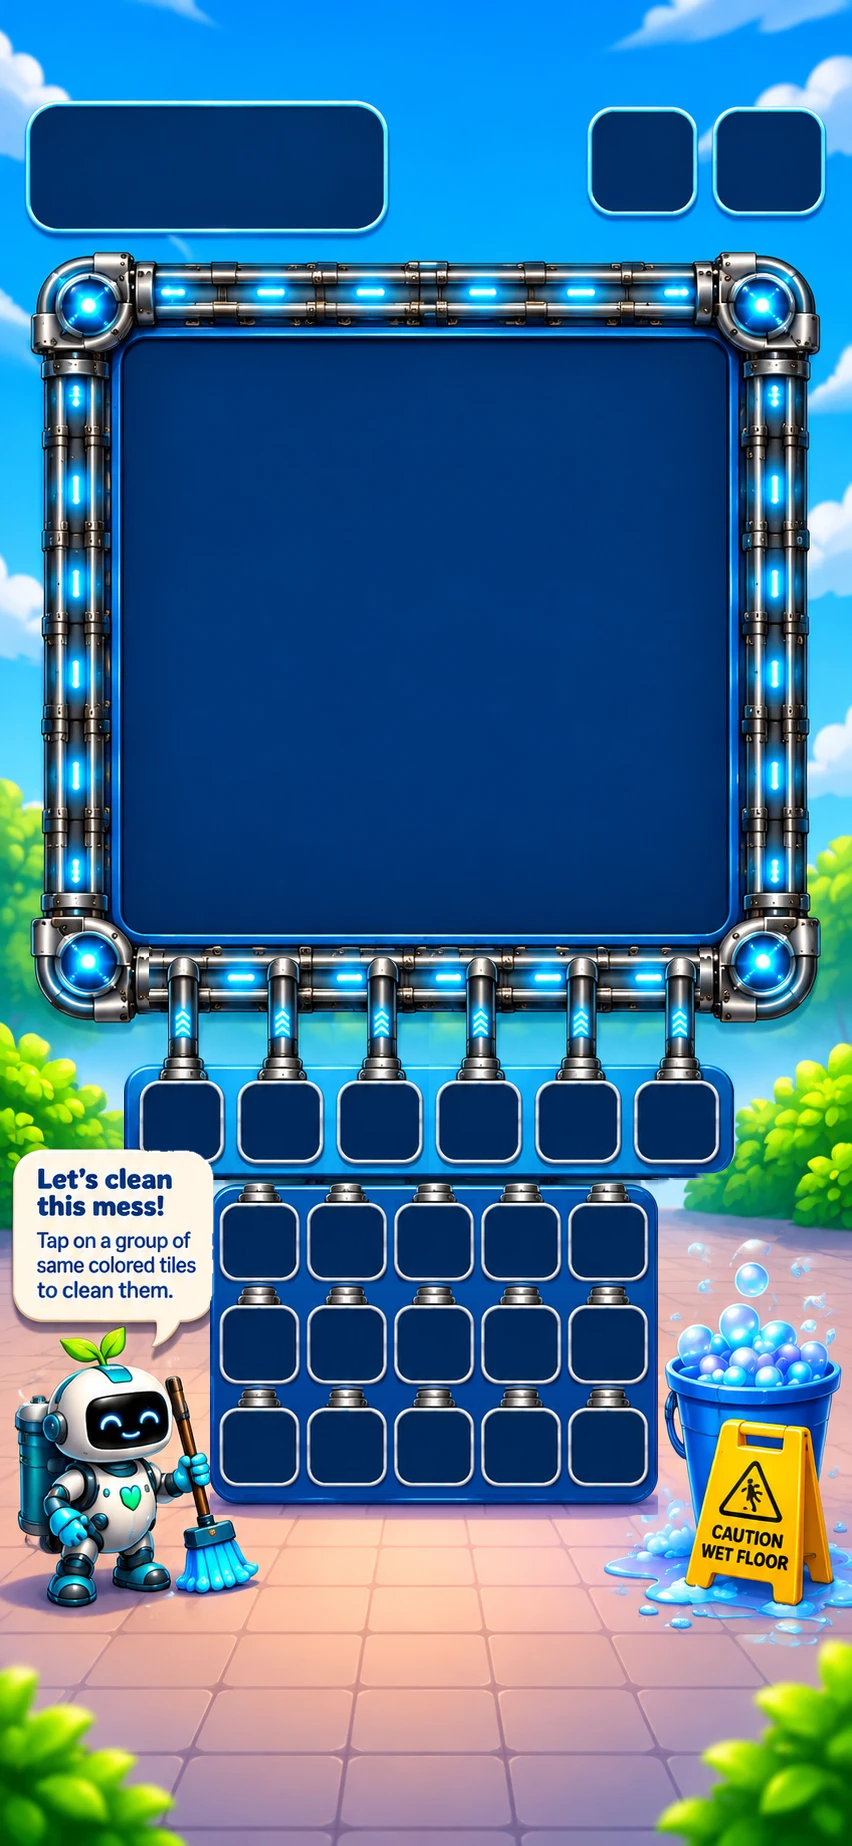 Let's clean
this mess!
Tap on a group of
same colored tiles
to clean them.
CAUTION
WET FLOOR